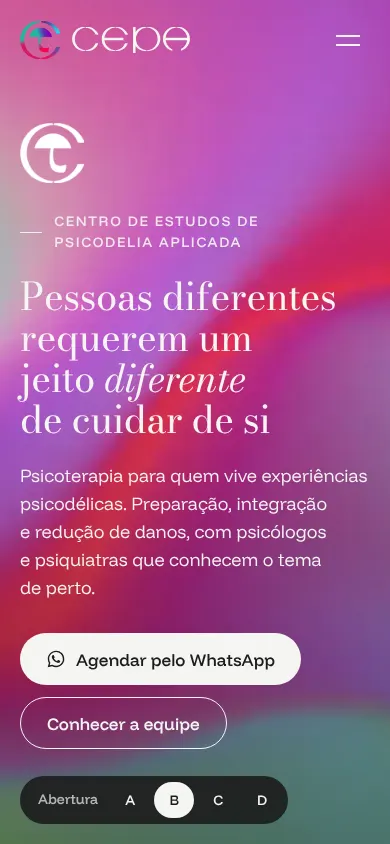 cepa
CENTRO DE ESTUDOS DE
PSICODELIA APLICADA
Pessoas diferentes
requerem um
jeito diferente
de cuidar de si
Psicoterapia para quem vive experiências
psicodélicas. Preparação, integração
e redução de danos, com psicólogos
e psiquiatras que conhecem o tema
de perto.
Agendar pelo WhatsApp
Conhecer a equipe
Abertura A B C D